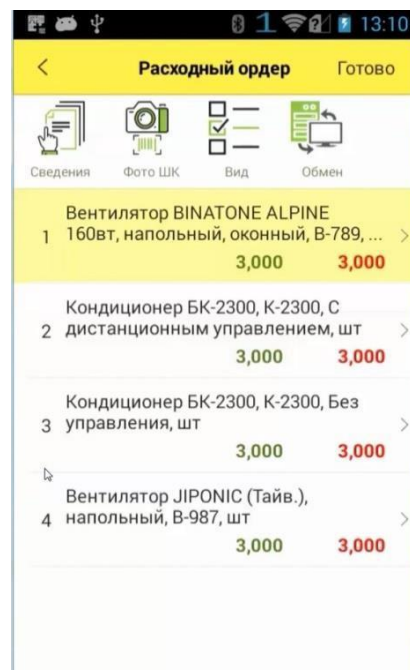 1 13:10
Расходный ордер Готово
Сведения Фото ШК Вид Обмен
Вентилятор BINATONE ALPINE
1 160вт, напольный, оконный, В-789, ...
3,000 3,000
Кондиционер БК-2300, К-2300, С
2 дистанционным управлением, шт
3,000 3,000
Кондиционер БК-2300, К-2300, Без
3 управления, шт
3,000 3,000
Вентилятор JIPONIC (Тайв.),
4 напольный, В-987, шт
3,000 3,000